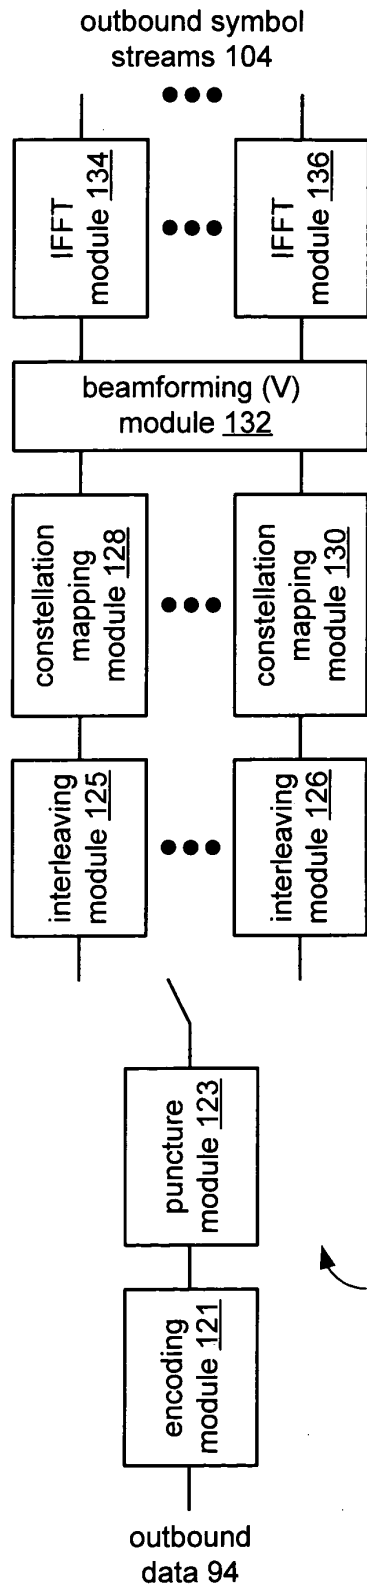 outbound symbol
streams 104
IFFT
module 134
IFFT
module 136
beamforming (V)
module 132
constellation
mapping
module 128
constellation
mapping
module 130
interleaving
module 125
interleaving
module 126
puncture
module 123
encoding
module 121
outbound
data 94